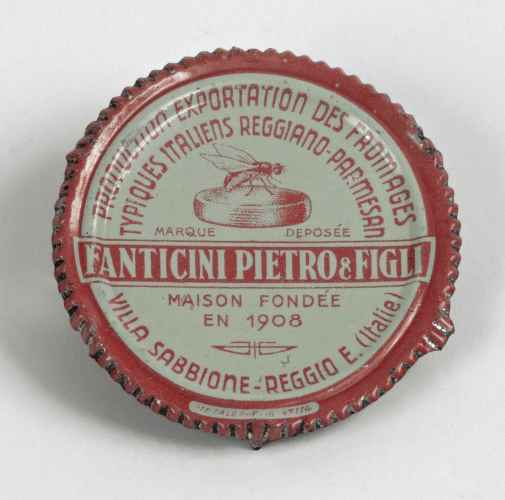 PRODUCTION-EXPORTATION DES FROMAGES
TYPIQUES ITALIENS REGGIANO-PARMESAN
MARQUE DEPOSÉE
FANTICINI PIETRO & FIGLI
MAISON FONDÉE
EN 1908
VILLA SABBIONE-REGGIO E. (Italie)